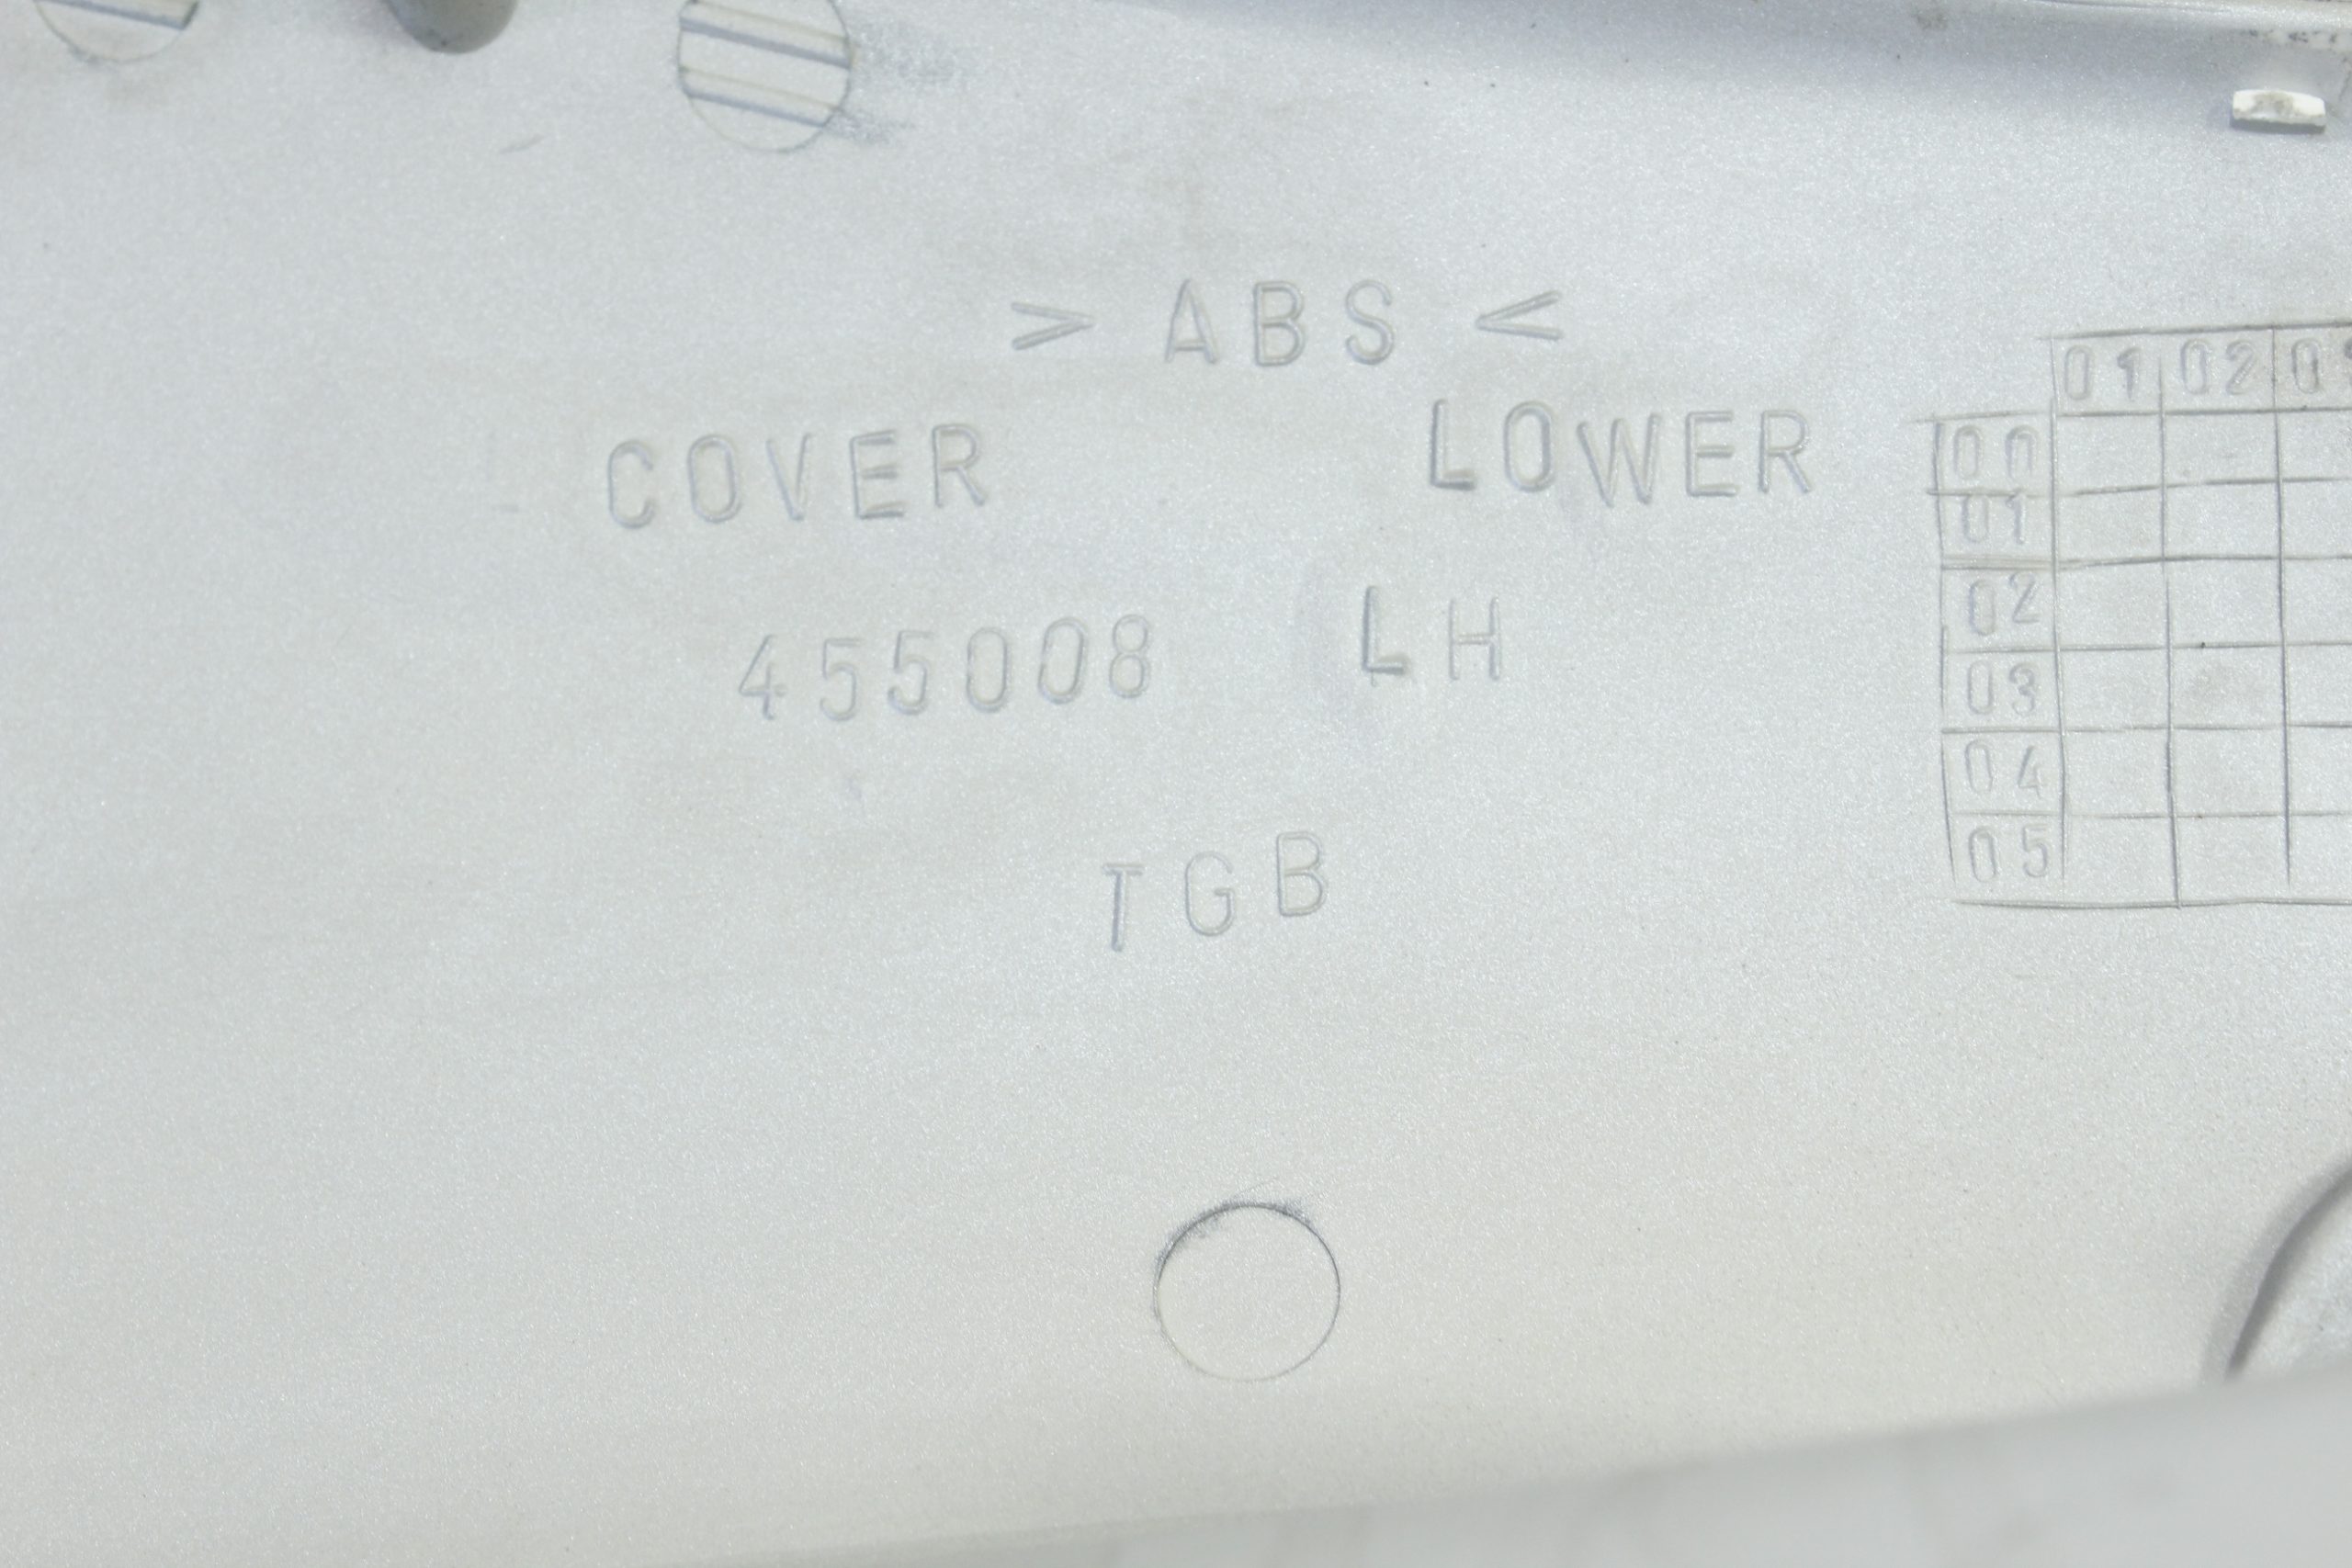 > ABS <
COVER LOWER
455008 LH
TGB
01 02
00
01
02
03
04
05